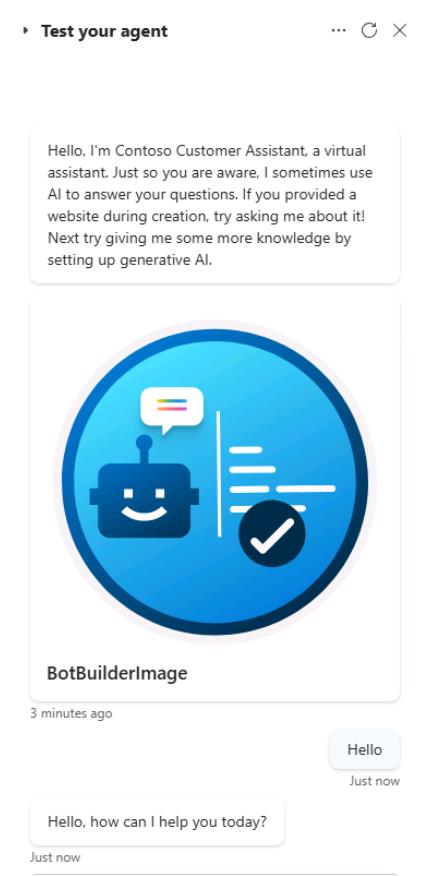 Test your agent
Hello, I'm Contoso Customer Assistant, a virtual
assistant. Just so you are aware, I sometimes use
AI to answer your questions. If you provided a
website during creation, try asking me about it!
Next try giving me some more knowledge by
setting up generative AI.
BotBuilderImage
3 minutes ago
Hello
Just now
Hello, how can I help you today?
Just now